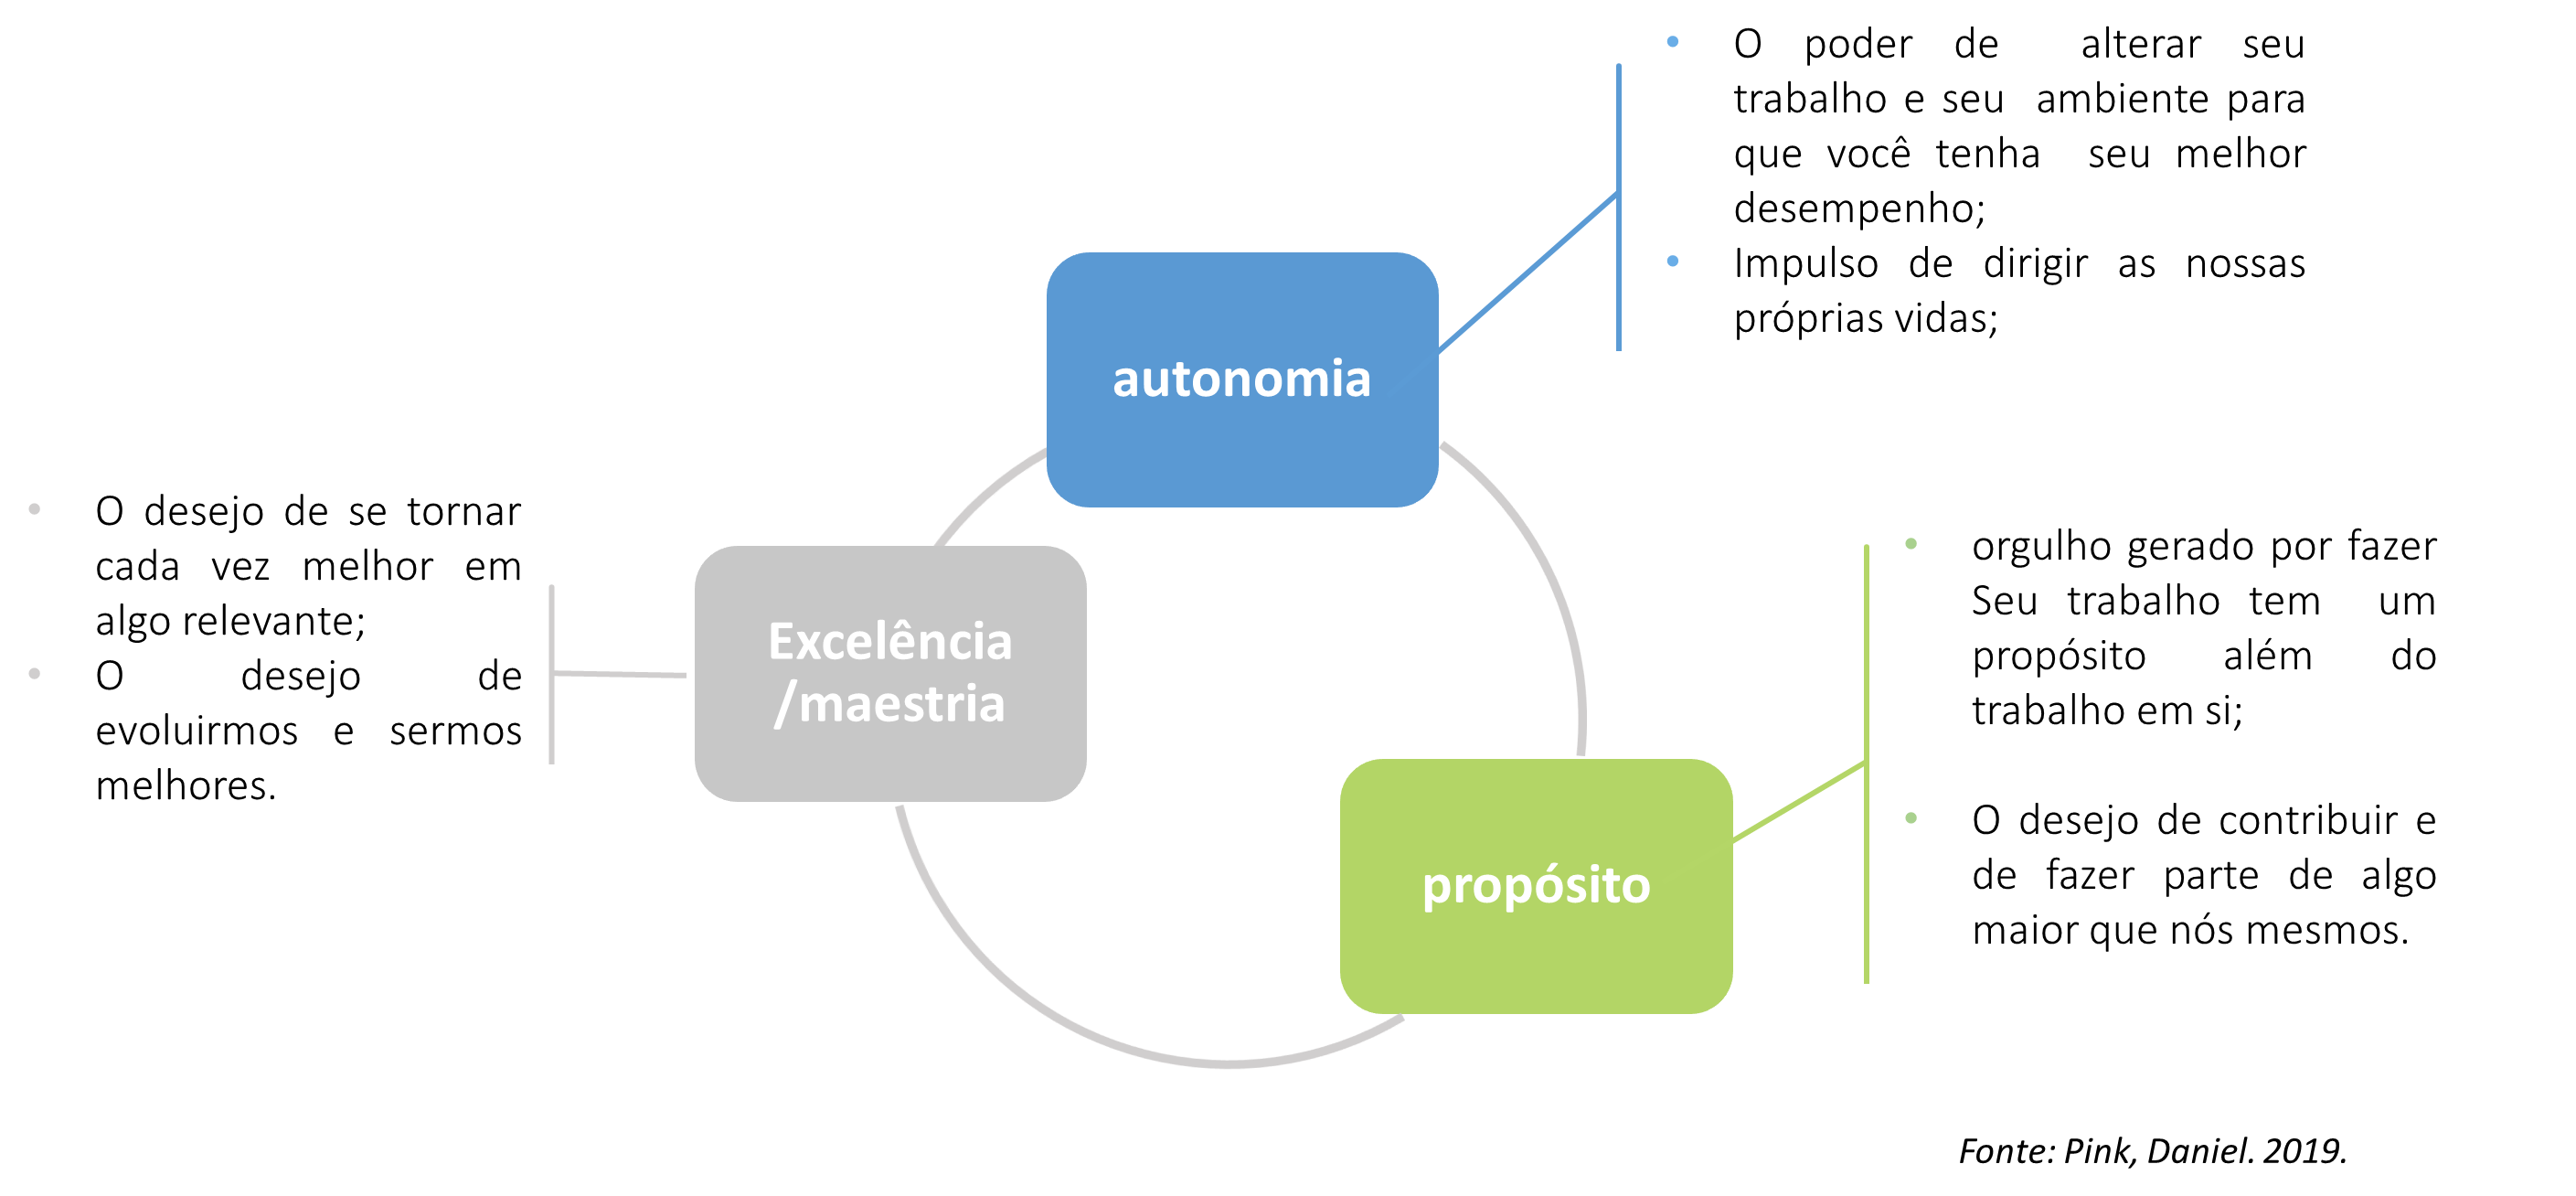 • O poder de alterar seu
trabalho e seu ambiente para
que você tenha seu melhor
desempenho;
• Impulso de dirigir as nossas
próprias vidas;
autonomia
• O desejo de se tornar
cada vez melhor em
algo relevante;
• O desejo de
evoluirmos e sermos
melhores.
Excelência
/maestria
• orgulho gerado por fazer
Seu trabalho tem um
propósito além do
trabalho em si;
• O desejo de contribuir e
de fazer parte de algo
maior que nós mesmos.
propósito
Fonte: Pink, Daniel. 2019.